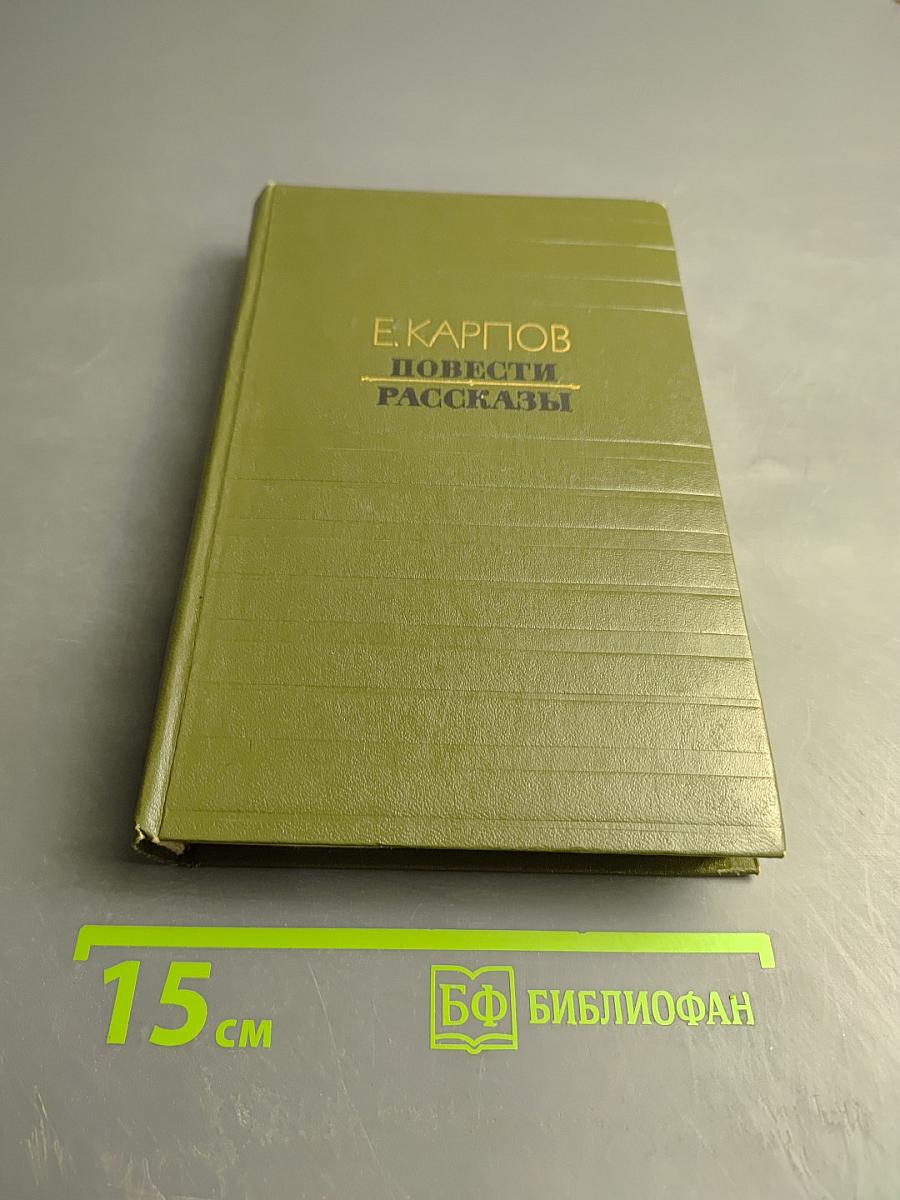 Е. КАРПОВ
ПОВЕСТИ
РАССКАЗЫ
15 см
БФ БИБЛИОФАН